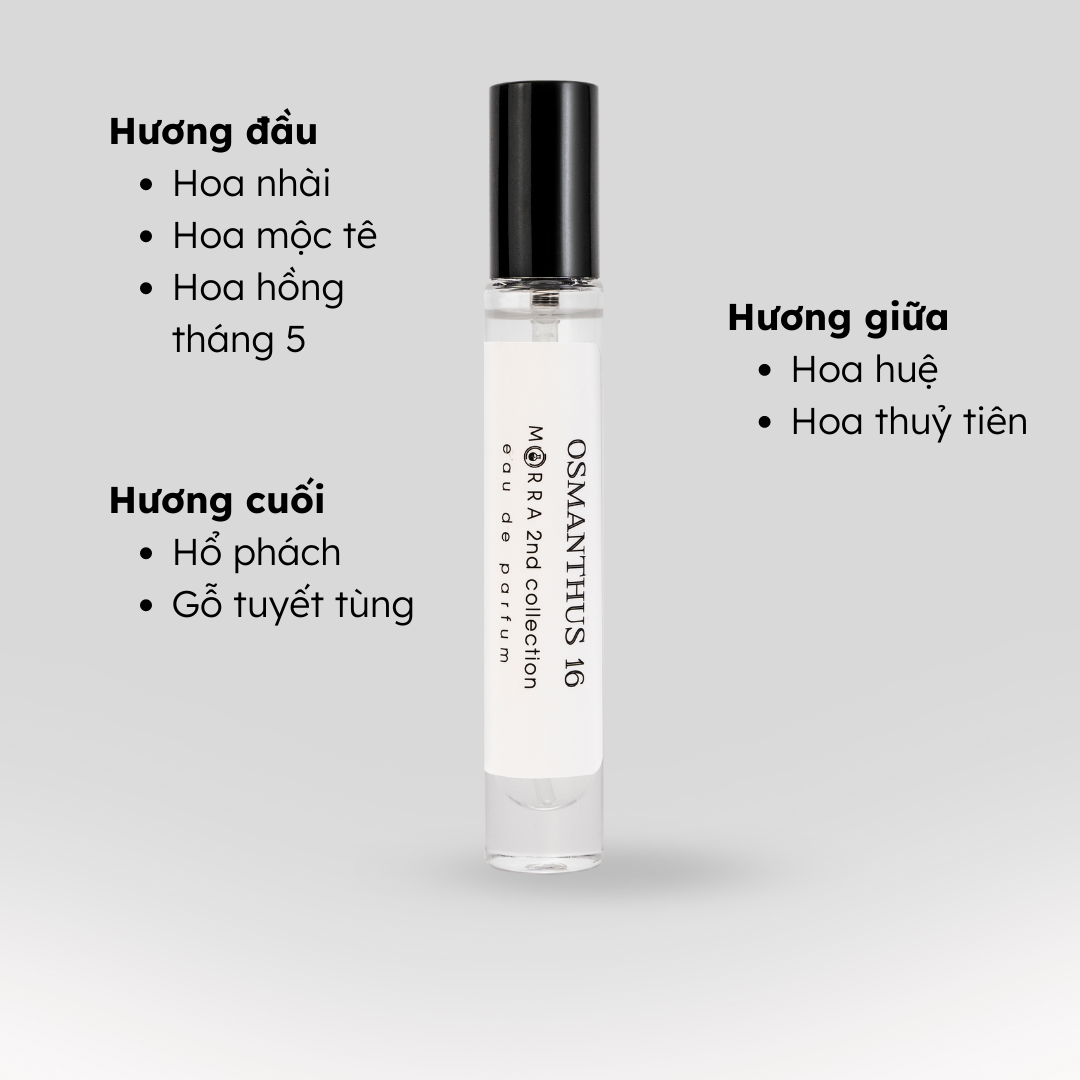 Hương đầu
• Hoa nhài
• Hoa mộc tê
• Hoa hồng
tháng 5
Hương cuối
• Hổ phách
• Gỗ tuyết tùng
OSMANTHUS 16
MORRA 2nd collection
eau de parfum
Hương giữa
• Hoa huệ
• Hoa thuỷ tiên